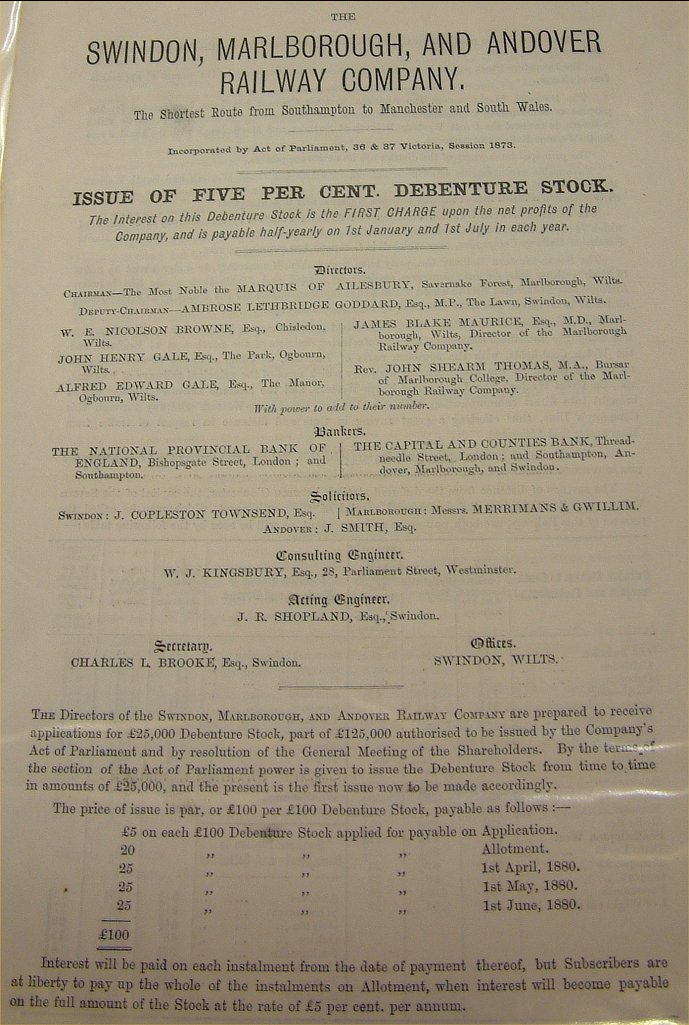 THE
SWINDON, MARLBOROUGH, AND ANDOVER
RAILWAY COMPANY.
The Shortest Route from Southampton to Manchester and South Wales.
Incorporated by Act of Parliament, 36 & 37 Victoria, Session 1873.
ISSUE OF FIVE PER CENT. DEBENTURE STOCK.
The Interest on this Debenture Stock is the FIRST CHARGE upon the net profits of the
Company, and is payable half-yearly on 1st January and 1st July in each year.
Directors.
CHAIRMAN—The Most Noble the MARQUIS OF AILESBURY, Savernake Forest, Marlborough, Wilts.
DEPUTY-CHAIRMAN—AMBROSE LETHBRIDGE GODDARD, Esq., M.P., The Lawn, Swindon, Wilts.
W. E. NICOLSON BROWNE, Esq., Chisledon,
Wilts.
JOHN HENRY GALE, Esq., The Park, Ogbourn,
Wilts.
ALFRED EDWARD GALE, Esq., The Manor,
Ogbourn, Wilts.
JAMES BLAKE MAURICE, Esq., M.D., Marl-
borough, Wilts, Director of the Marlborough
Railway Company.
Rev. JOHN SHEARM THOMAS, M.A., Bursar
of Marlborough College, Director of the Marl-
borough Railway Company.
With power to add to their number.
Bankers.
THE NATIONAL PROVINCIAL BANK OF
ENGLAND, Bishopsgate Street, London ; and
Southampton.
THE CAPITAL AND COUNTIES BANK, Thread-
needle Street, London ; and Southampton, An-
dover, Marlborough, and Swindon.
Solicitors.
SWINDON : J. COPLESTON TOWNSEND, Esq. | MARLBOROUGH : Messrs. MERRIMANS & GWILLIM.
ANDOVER : J. SMITH, Esq.
Consulting Engineer.
W. J. KINGSBURY, Esq., 28, Parliament Street, Westminster.
Acting Engineer.
J. R. SHOPLAND, Esq., Swindon.
Secretary.
CHARLES L. BROOKE, Esq., Swindon.
Offices.
SWINDON, WILTS.
THE Directors of the SWINDON, MARLBOROUGH, AND ANDOVER RAILWAY COMPANY are prepared to receive
applications for £25,000 Debenture Stock, part of £125,000 authorised to be issued by the Company's
Act of Parliament and by resolution of the General Meeting of the Shareholders. By the terms of
the section of the Act of Parliament power is given to issue the Debenture Stock from time to time
in amounts of £25,000, and the present is the first issue now to be made accordingly.
The price of issue is par, or £100 per £100 Debenture Stock, payable as follows :—
£5 on each £100 Debenture Stock applied for payable on Application.
20 ,, ,, ,, Allotment.
25 ,, ,, ,, 1st April, 1880.
25 ,, ,, ,, 1st May, 1880.
25 ,, ,, ,, 1st June, 1880.
£100
Interest will be paid on each instalment from the date of payment thereof, but Subscribers are
at liberty to pay up the whole of the instalments on Allotment, when interest will become payable
on the full amount of the Stock at the rate of £5 per cent. per annum.